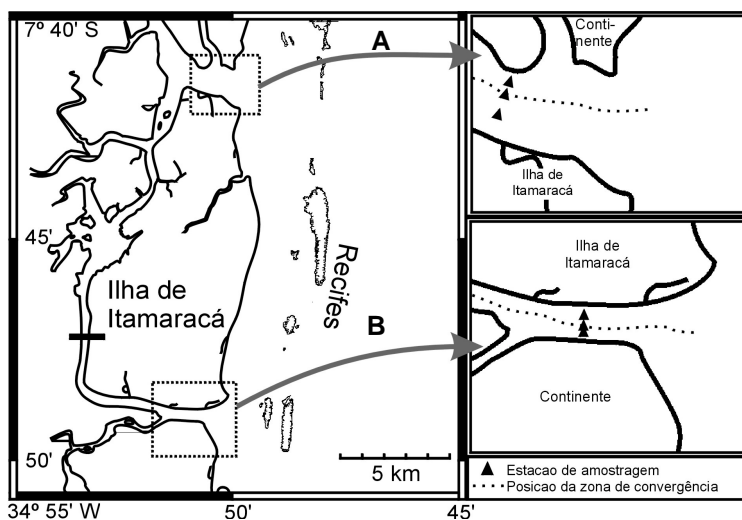 7º 40' S
A
45'
Ilha de
Itamaracá
Recifes
B
50'
5 km
34º 55' W
50'
45'
Conti-
nente
Ilha de
Itamaracá
Ilha de
Itamaracá
Continente
Estacao de amostragem
Posicao da zona de convergência